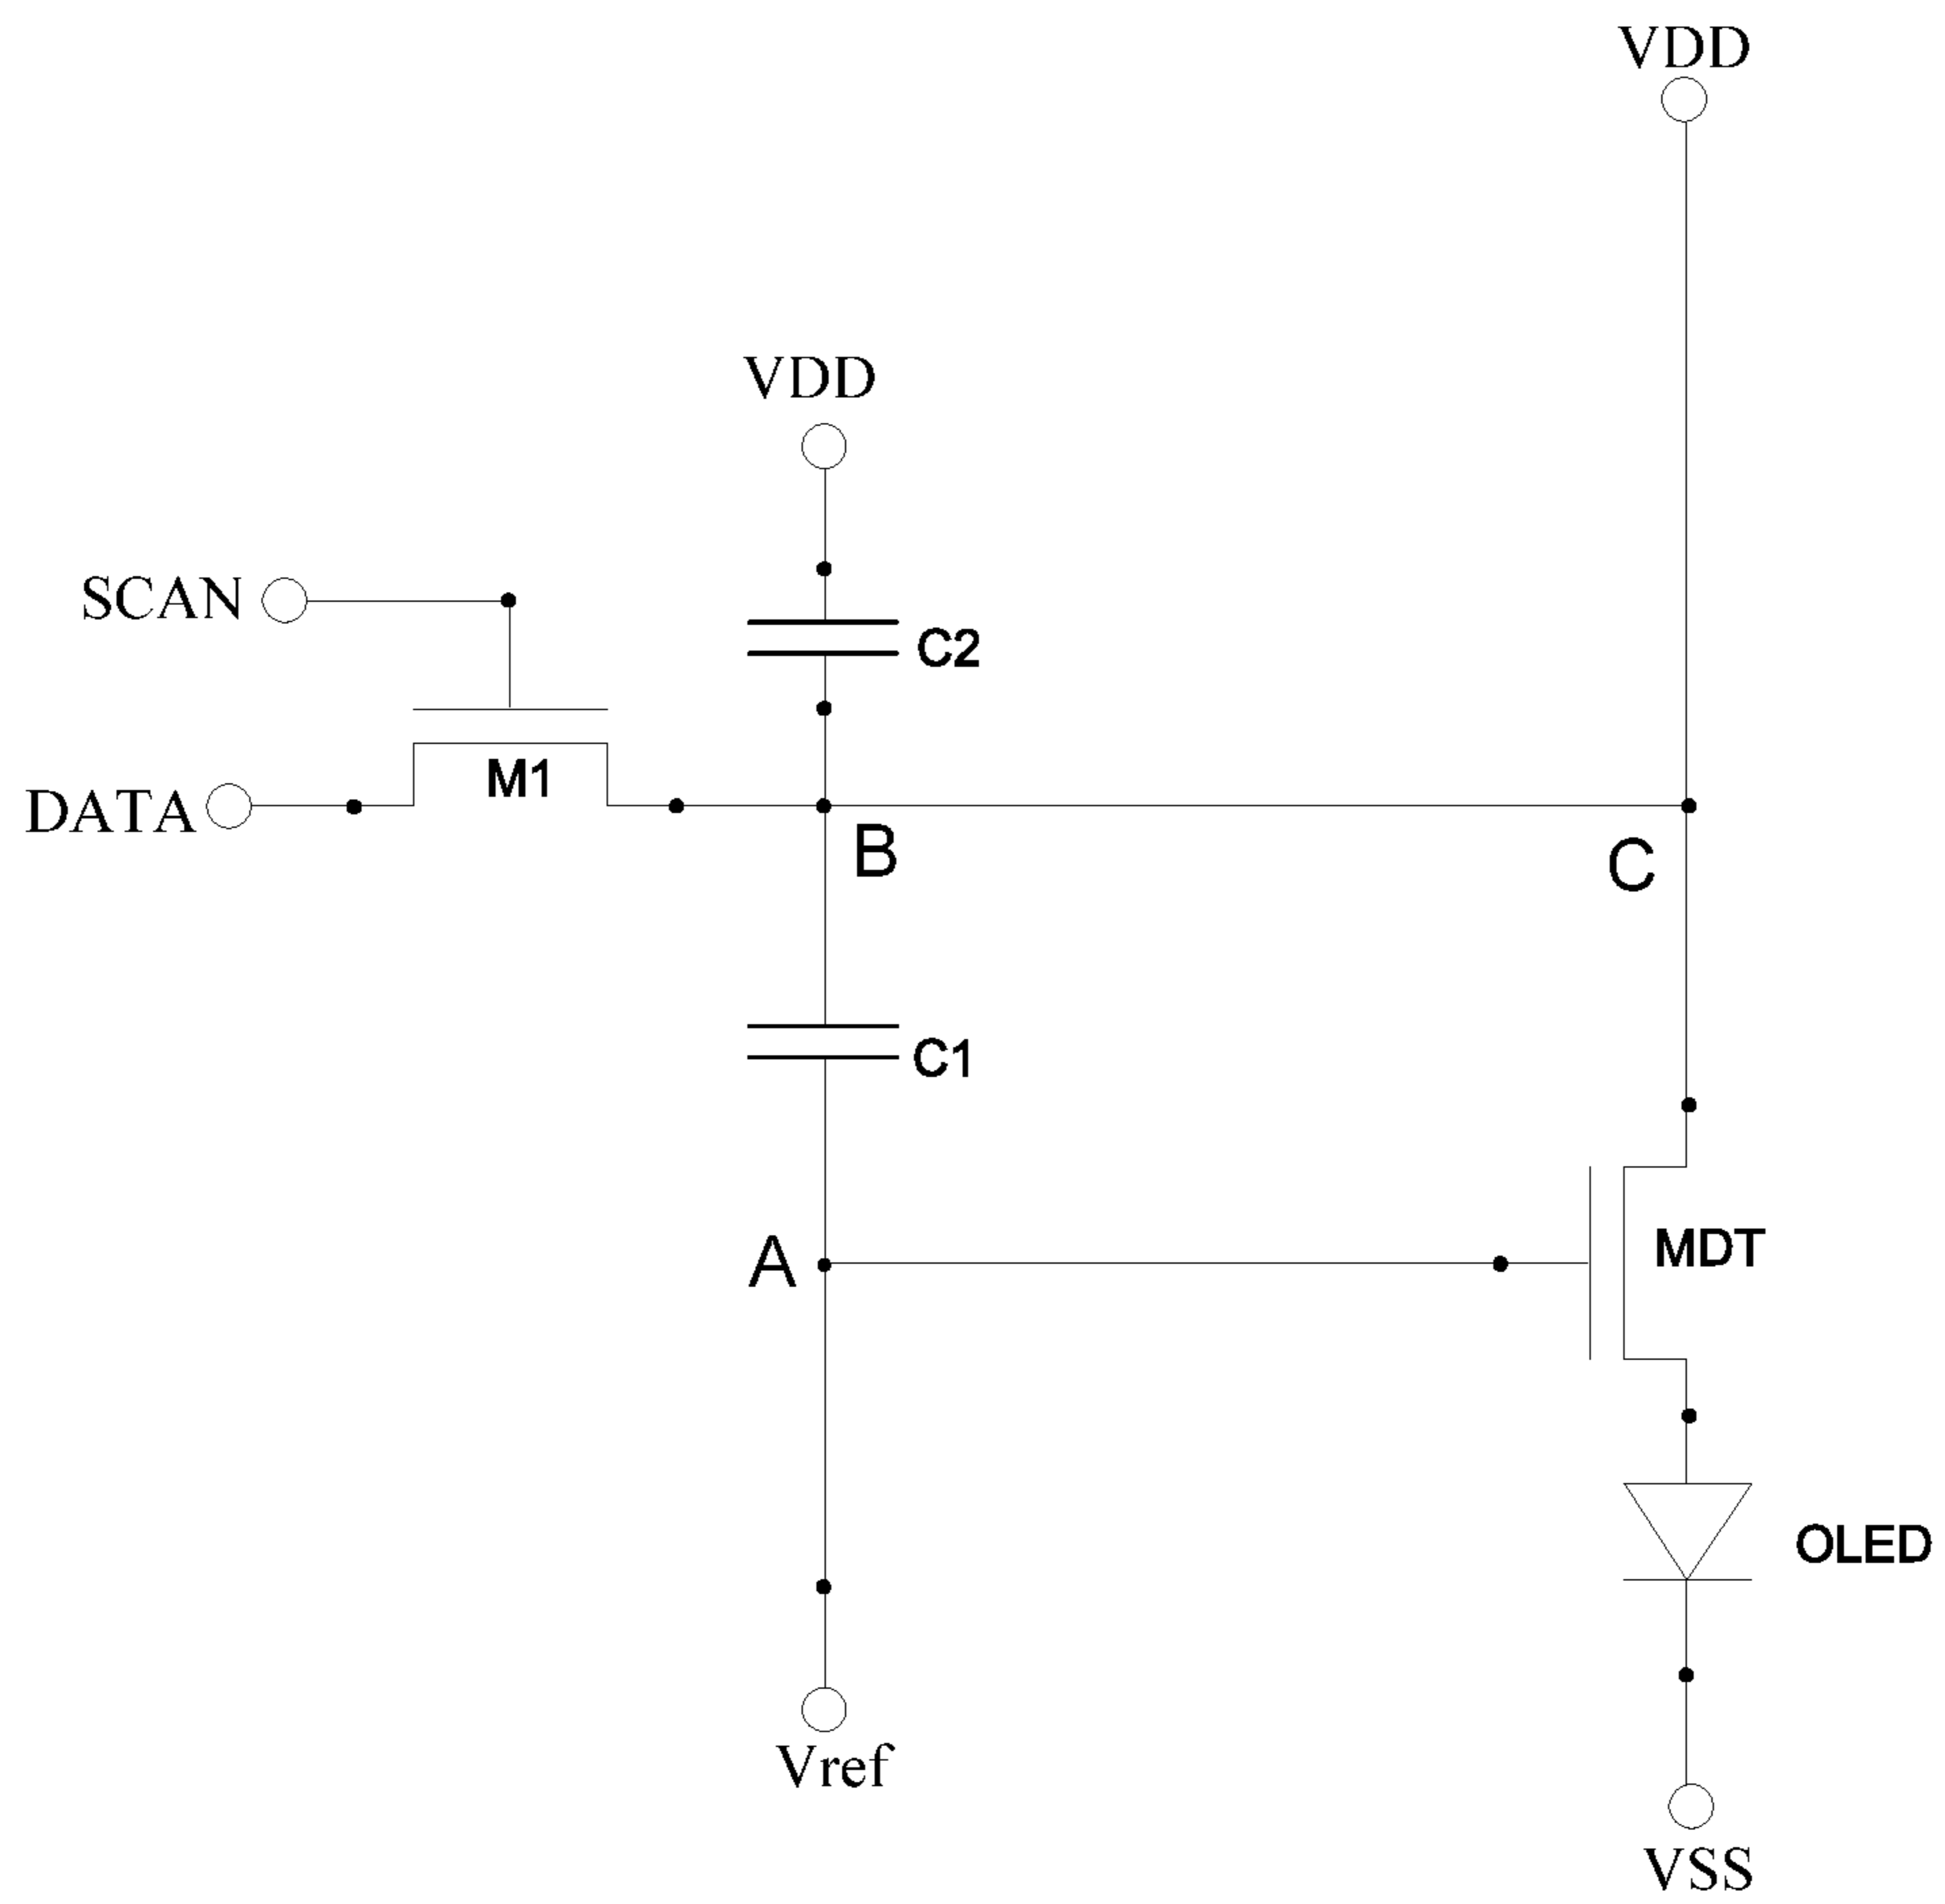 VDD
VDD
SCAN
C2
M1
DATA
B
C
C1
A
MDT
OLED
Vref
VSS